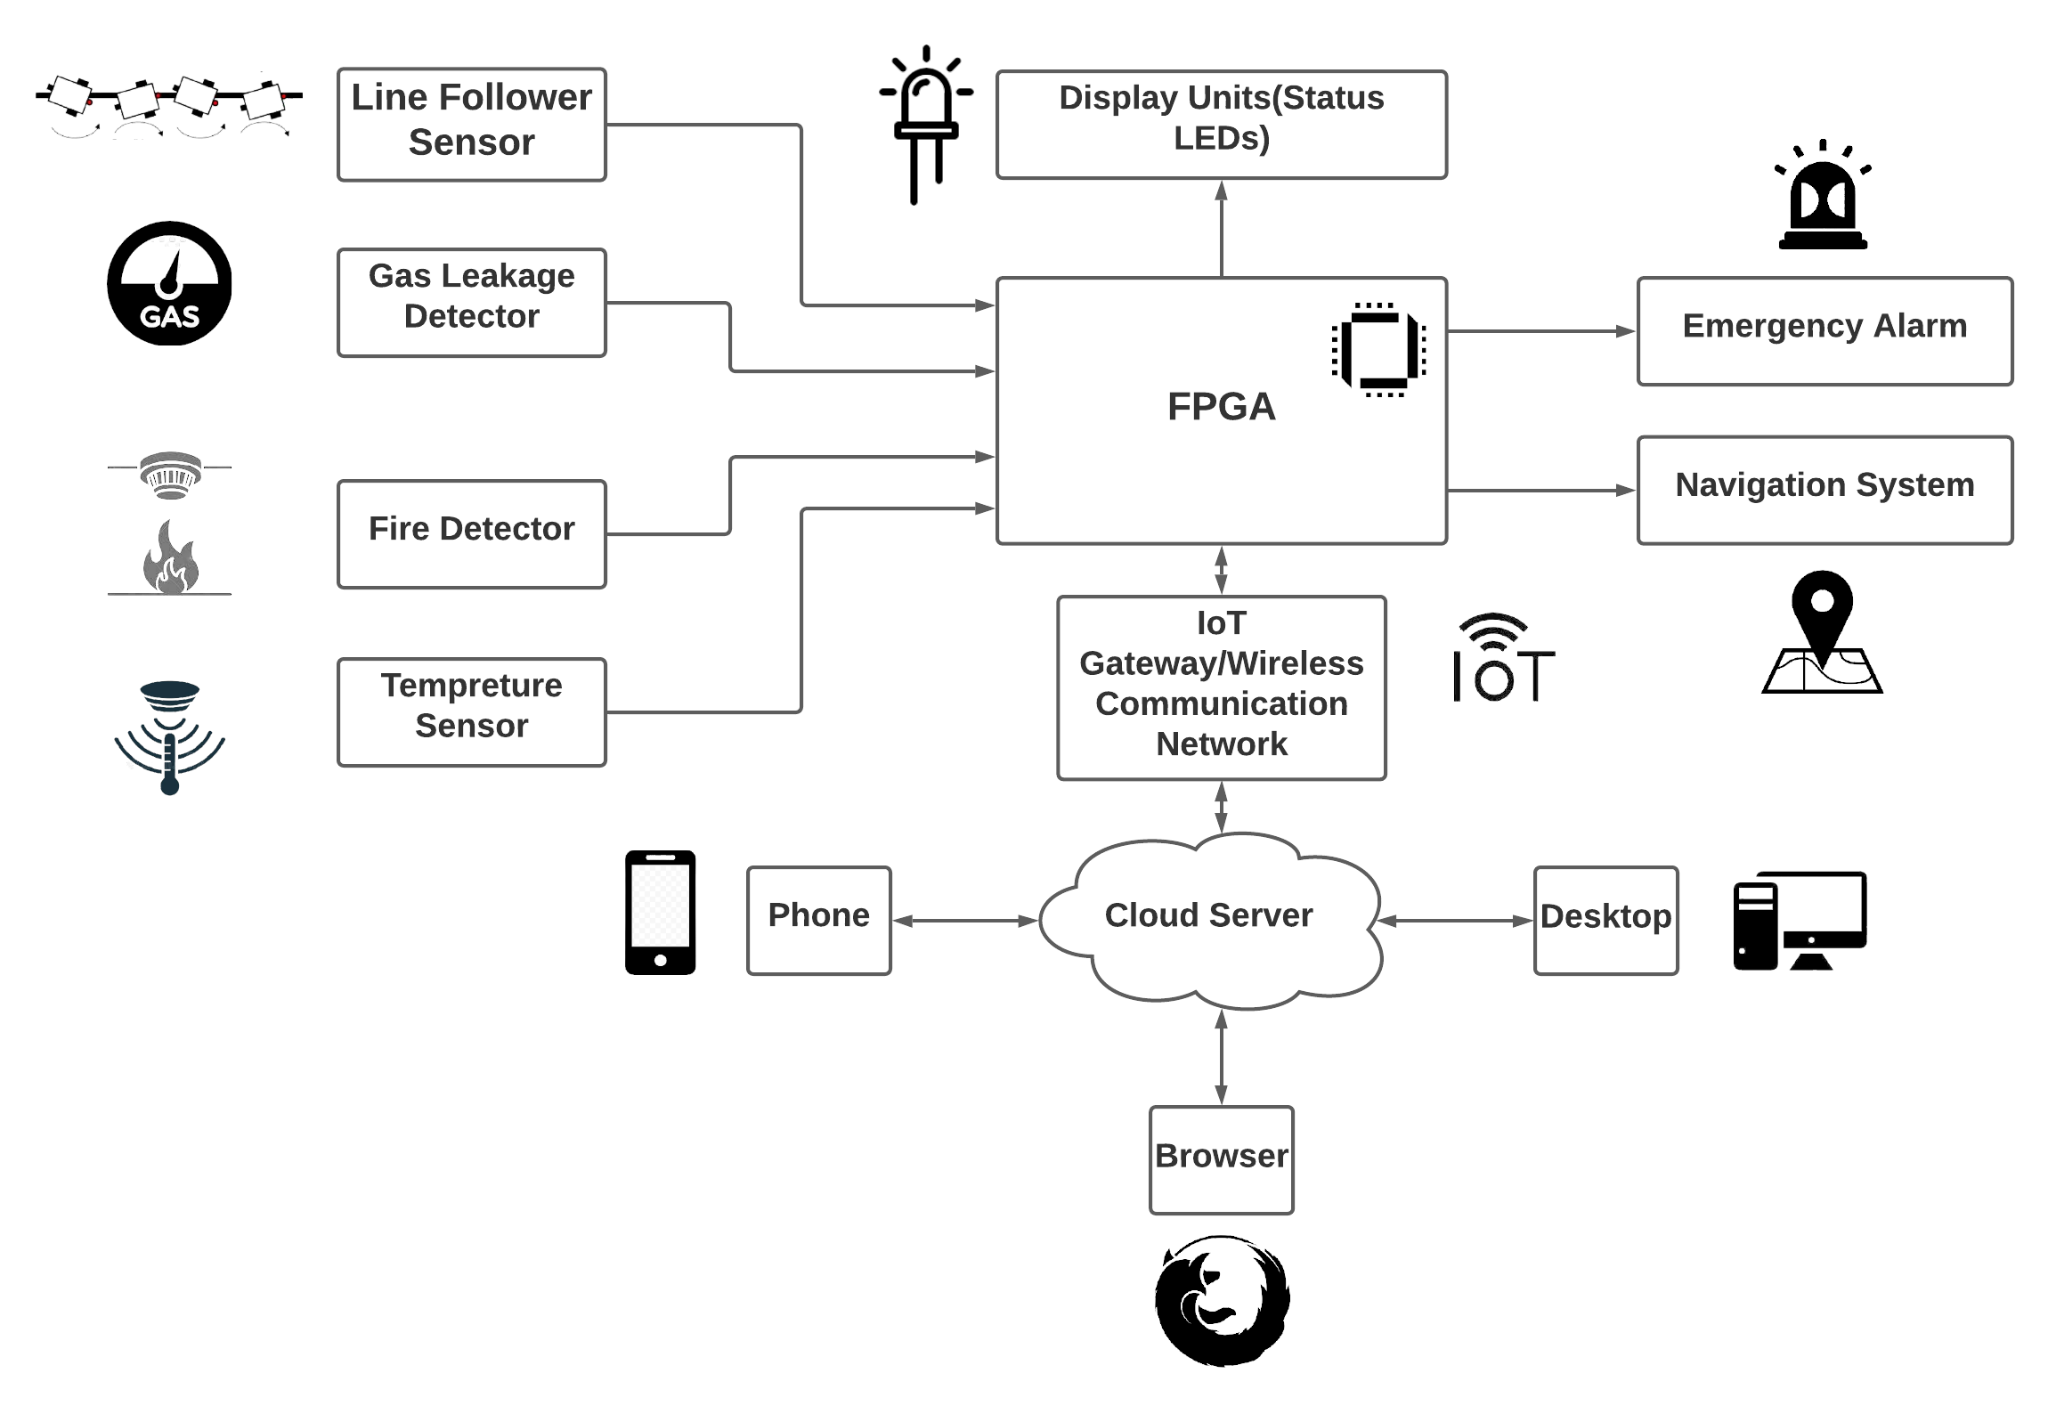 Line Follower
Sensor
Display Units(Status
LEDs)
Gas Leakage
Detector
GAS
Emergency Alarm
FPGA
Navigation System
Fire Detector
IoT
Gateway/Wireless
Communication
Network
IoT
Tempreture
Sensor
Phone
Cloud Server
Desktop
Browser